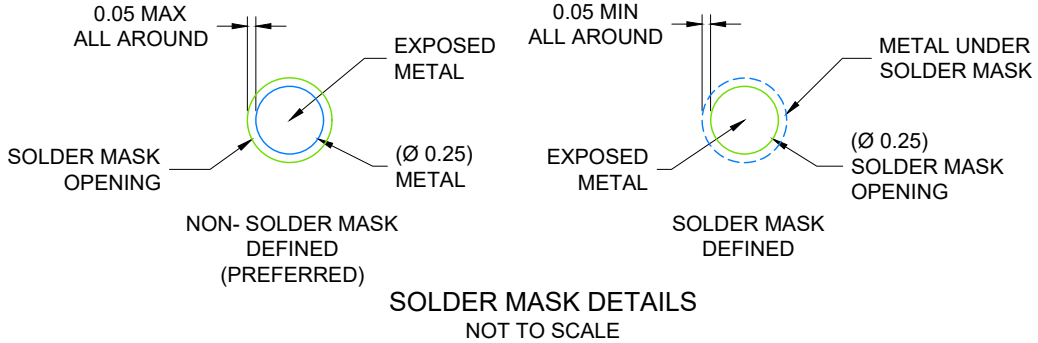 0.05 MAX
ALL AROUND
EXPOSED
METAL
SOLDER MASK
OPENING
(Ø 0.25)
METAL
NON- SOLDER MASK
DEFINED
(PREFERRED)
0.05 MIN
ALL AROUND
METAL UNDER
SOLDER MASK
EXPOSED
METAL
(Ø 0.25)
SOLDER MASK
OPENING
SOLDER MASK
DEFINED
SOLDER MASK DETAILS
NOT TO SCALE